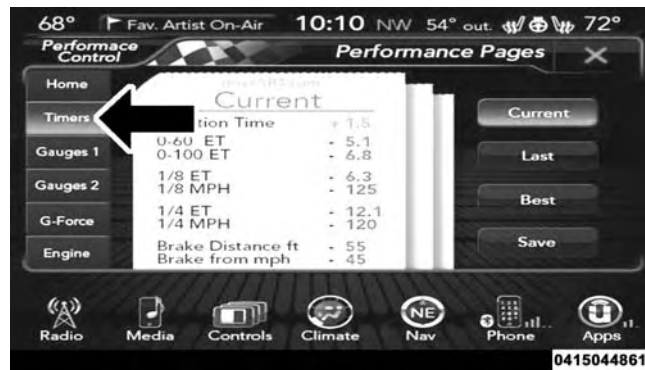 68° Fav. Artist On-Air 10:10 NW 54° out. 72°
Performace
Control
Performance Pages
Home
Timers
Gauges 1
Gauges 2
G-Force
Engine
Current
tion Time + 1.5
0-60 ET - 5.1
0-100 ET - 6.8
1/8 ET - 6.3
1/8 MPH - 125
1/4 ET - 12.1
1/4 MPH - 120
Brake Distance ft - 55
Brake from mph - 45
Current
Last
Best
Save
NE
Radio
Media
Controls
Climate
Nav
Phone
Apps
0415044861